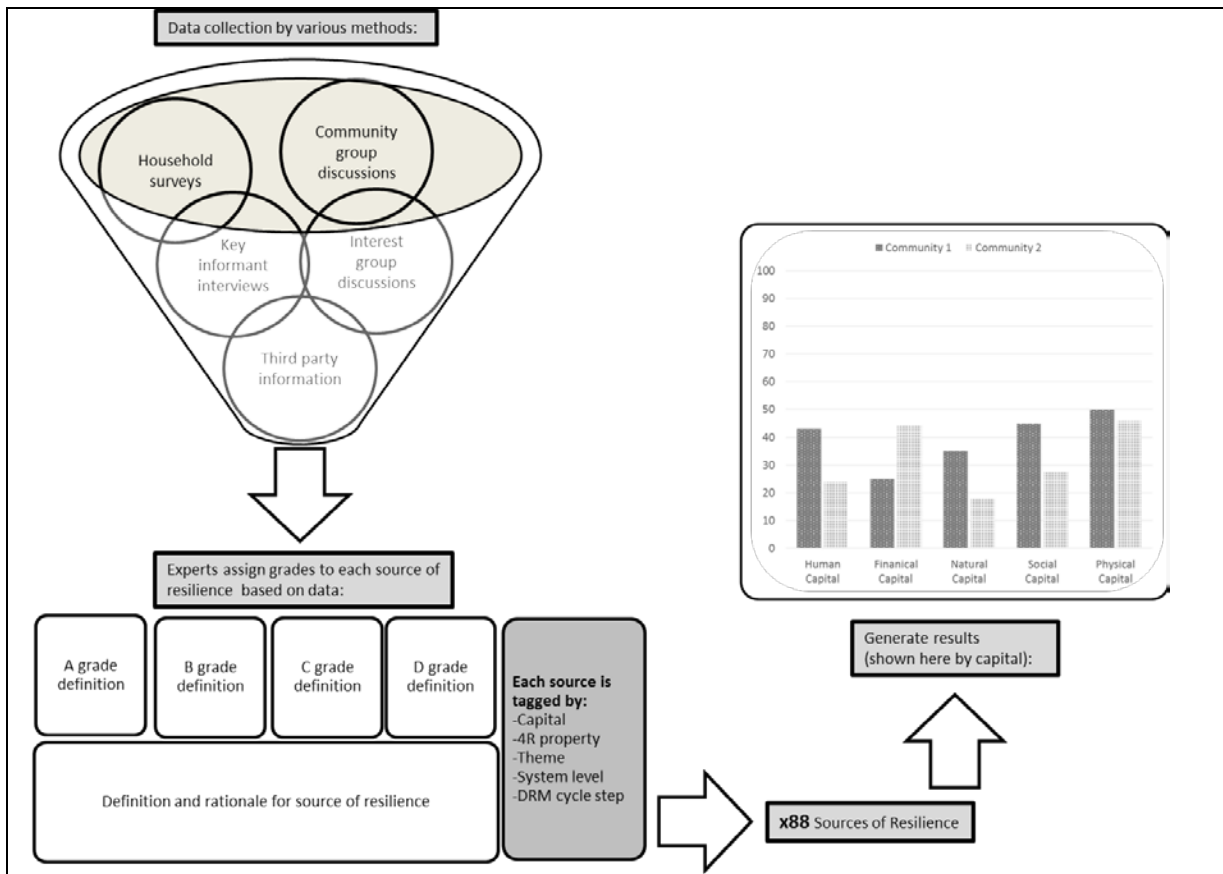 Data collection by various methods:
Household
surveys
Community
group
discussions
Key
informant
interviews
Interest
group
discussions
Third party
information
Experts assign grades to each source of
resilience based on data:
A grade
definition
B grade
definition
C grade
definition
D grade
definition
Definition and rationale for source of resilience
Each source is
tagged by:
-Capital
-4R property
-Theme
-System level
-DRM cycle step
x88 Sources of Resilience
Generate results
(shown here by capital):
Community 1
Community 2
100
90
80
70
60
50
40
30
20
10
0
Human
Capital
Finanical
Capital
Natural
Capital
Social
Capital
Physical
Capital